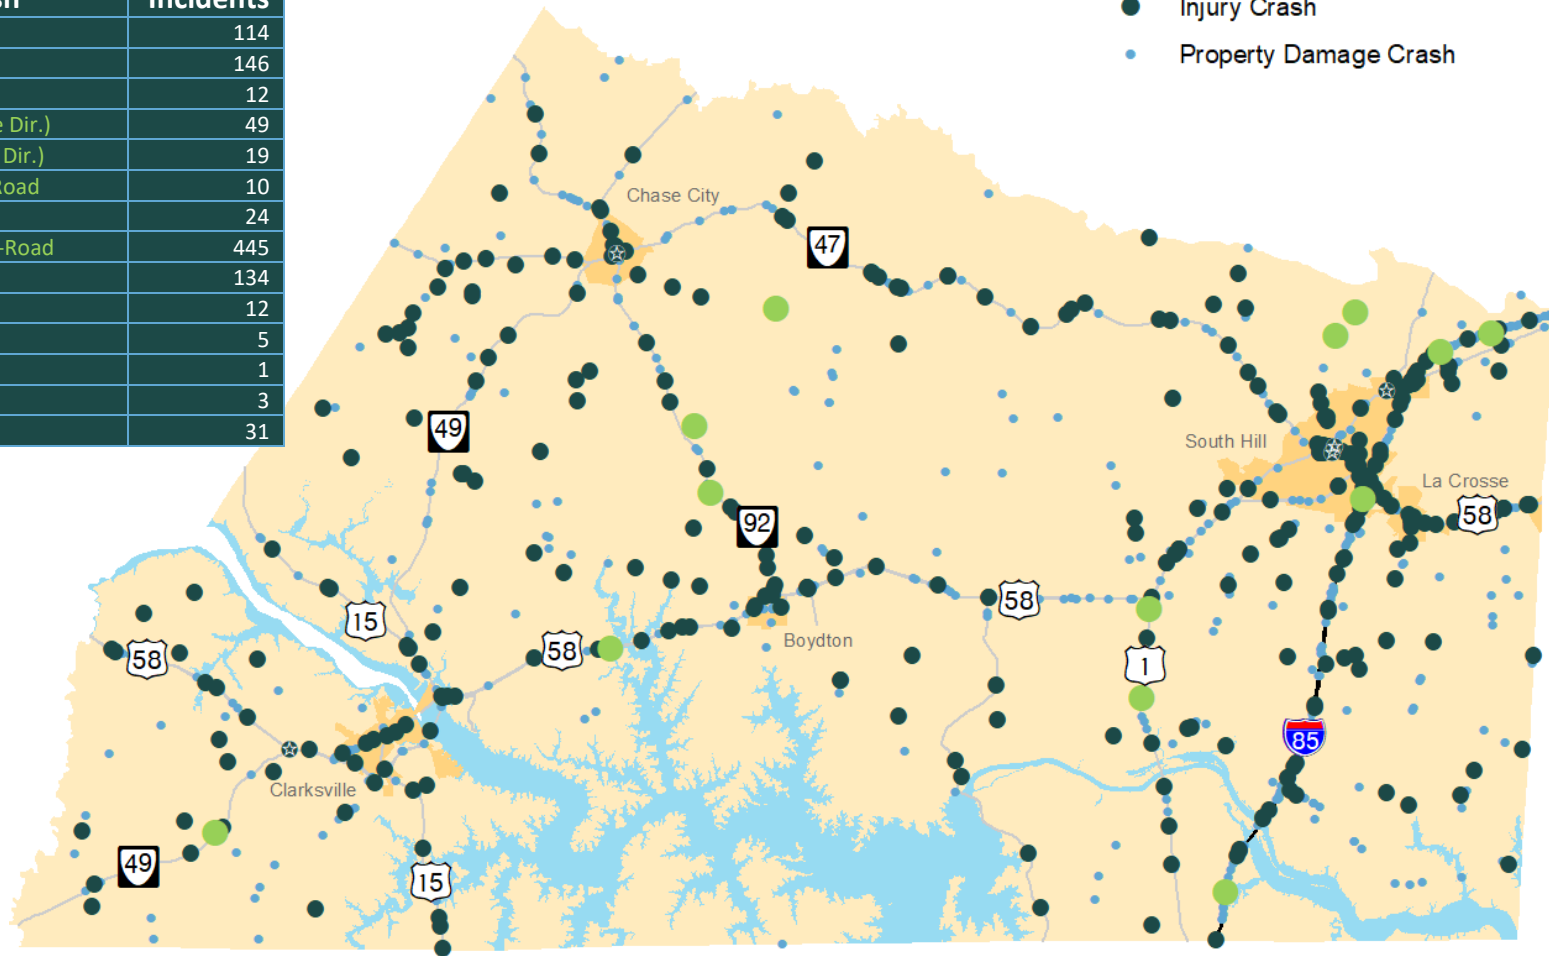 Incidents
114
146
12
Dir.) 49
Dir.) 19
Road 10
24
-Road 445
134
12
5
1
3
31
Injury Crash
Property Damage Crash
Chase City
47
49
South Hill
La Crosse
58
92
15
58
58
58
Boydton
1
85
Clarksville
49
15